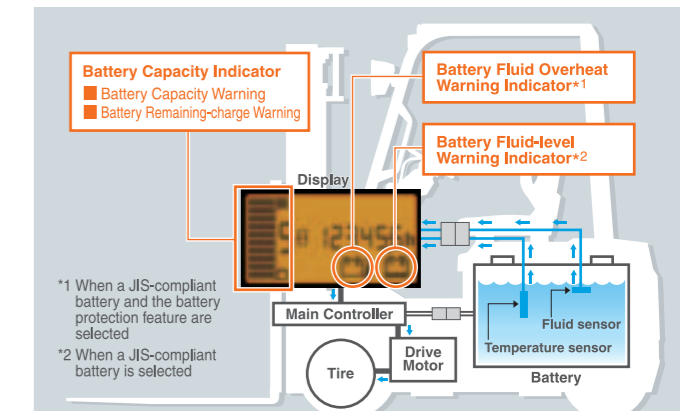 Battery Capacity Indicator
Battery Capacity Warning
Battery Remaining-charge Warning
Battery Fluid Overheat
Warning Indicator*1
Battery Fluid-level
Warning Indicator*2
Display
*1 When a JIS-compliant
battery and the battery
protection feature are
selected
*2 When a JIS-compliant
battery is selected
Main Controller
Drive
Motor
Tire
Fluid sensor
Temperature sensor
Battery